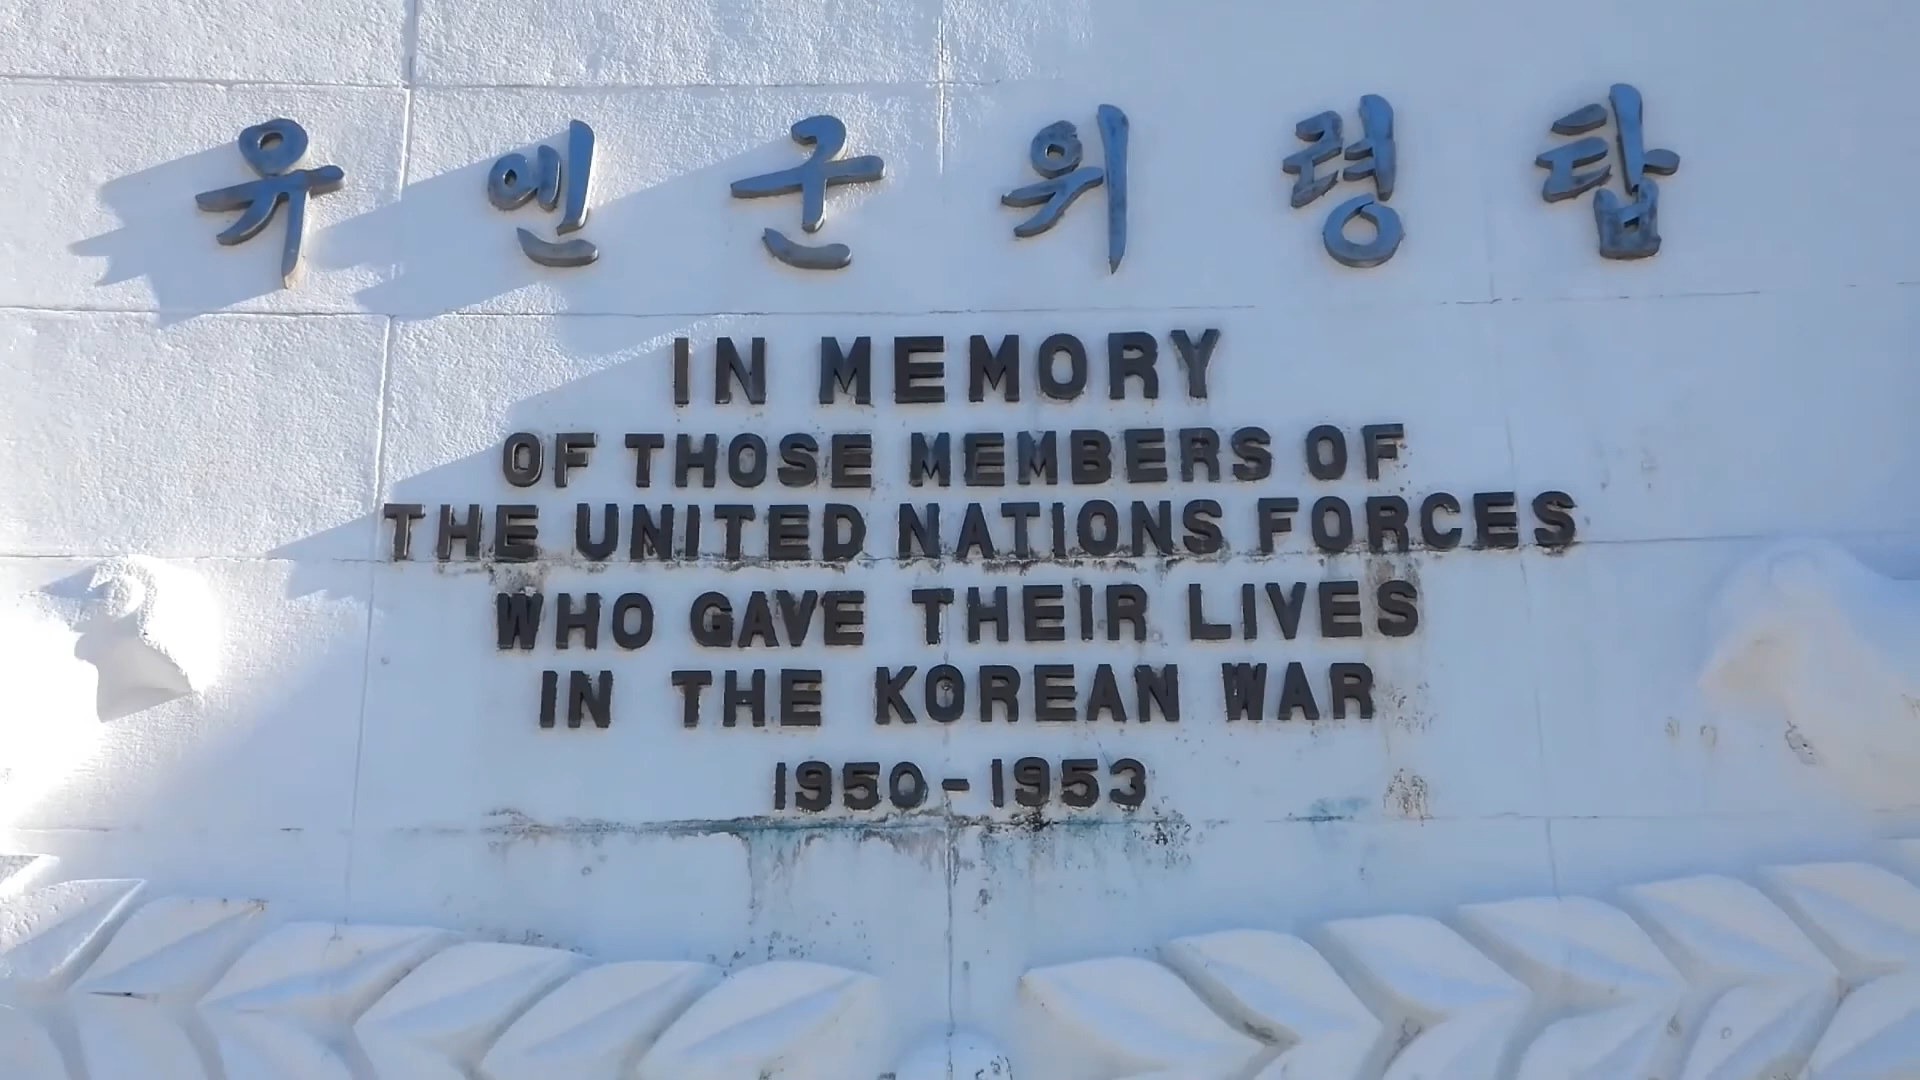 유엔군위령탑
IN MEMORY
OF THOSE MEMBERS OF
THE UNITED NATIONS FORCES
WHO GAVE THEIR LIVES
IN THE KOREAN WAR
1950-1953